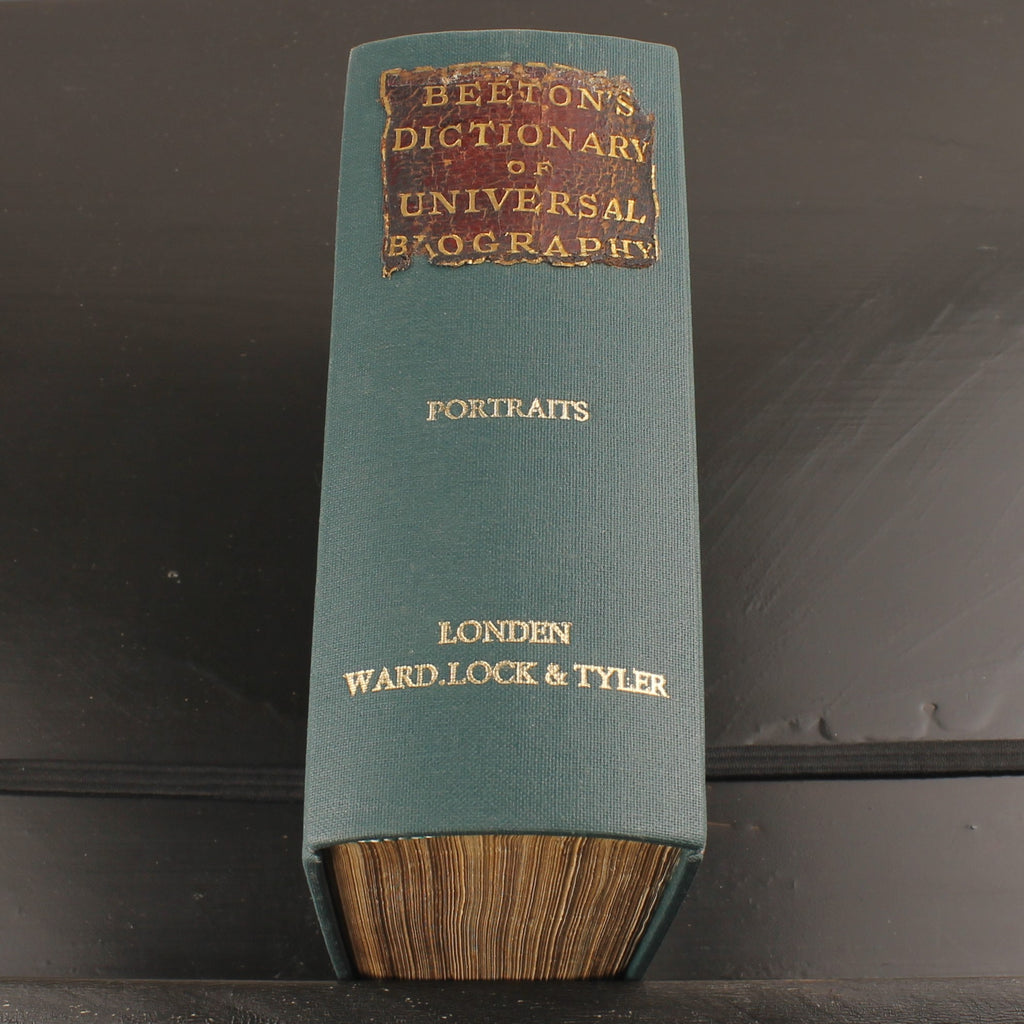 BEETON'S
DICTIONARY
OF
UNIVERSAL
BIOGRAPHY
PORTRAITS
LONDEN
WARD.LOCK & TYLER